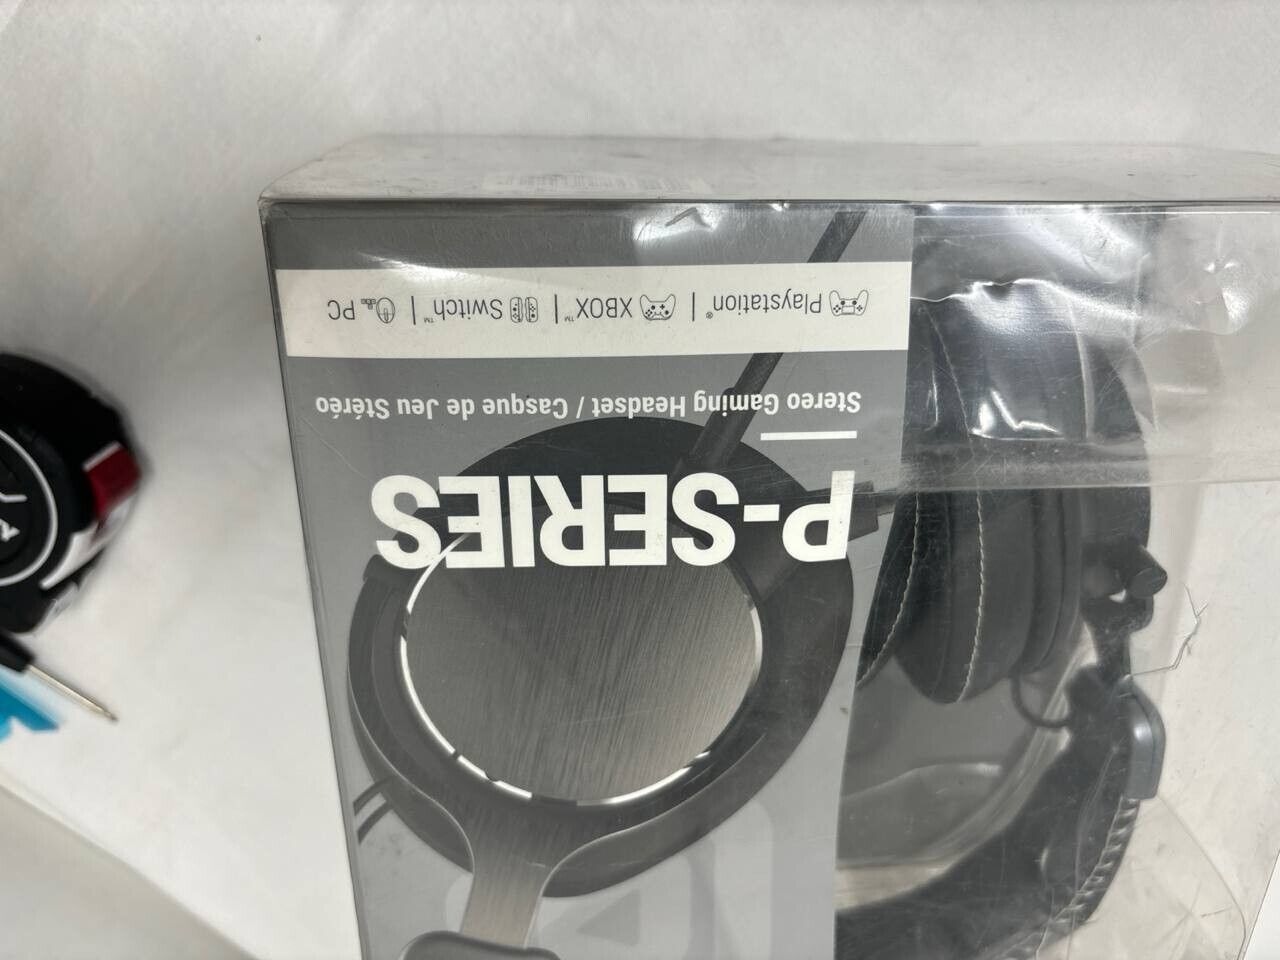 P-SERIES
Stereo Gaming Headset / Casque de Jeu Stéréo
Playstation® | XBOX™ | Switch™ | PC